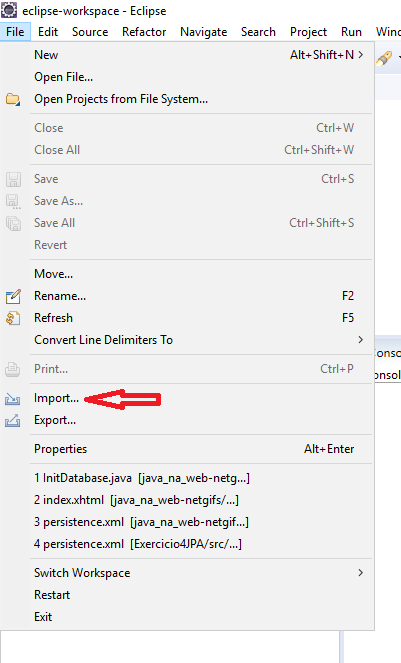 eclipse-workspace - Eclipse
File Edit Source Refactor Navigate Search Project Run
New Alt+Shift+N >
Open File...
Open Projects from File System...
Close Ctrl+W
Close All Ctrl+Shift+W
Save Ctrl+S
Save As...
Save All Ctrl+Shift+S
Revert
Move...
Rename... F2
Refresh F5
Convert Line Delimiters To >
Print... Ctrl+P
Import...
Export...
Properties Alt+Enter
1 InitDatabase.java [java_na_web-netg...]
2 index.xhtml [java_na_web-netgifs/...]
3 persistence.xml [java_na_web-netgif...]
4 persistence.xml [Exercicio4JPA/src/...]
Switch Workspace >
Restart
Exit